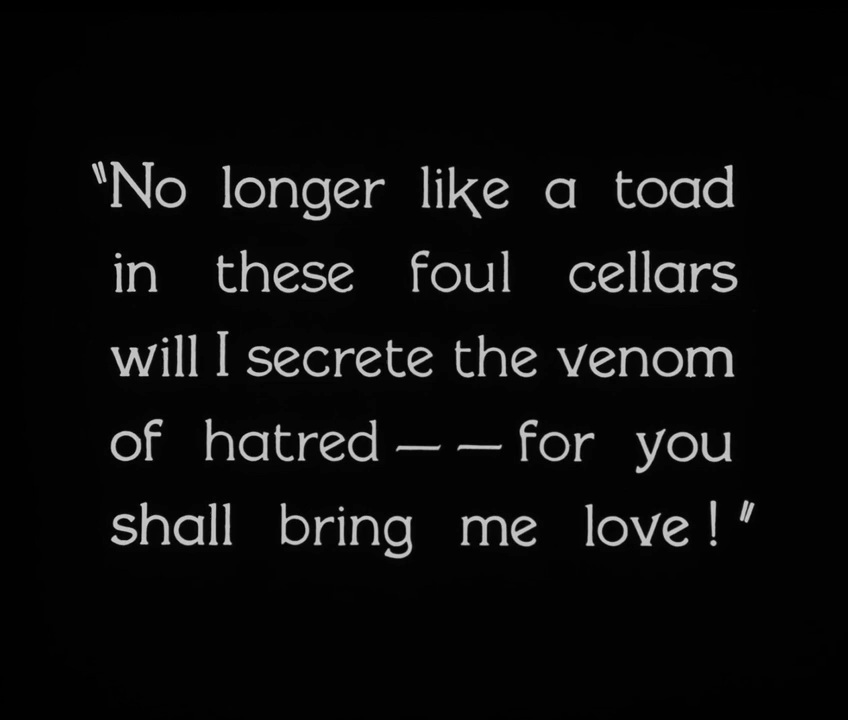 "No longer like a toad
in these foul cellars
will I secrete the venom
of hatred — — for you
shall bring me love!"